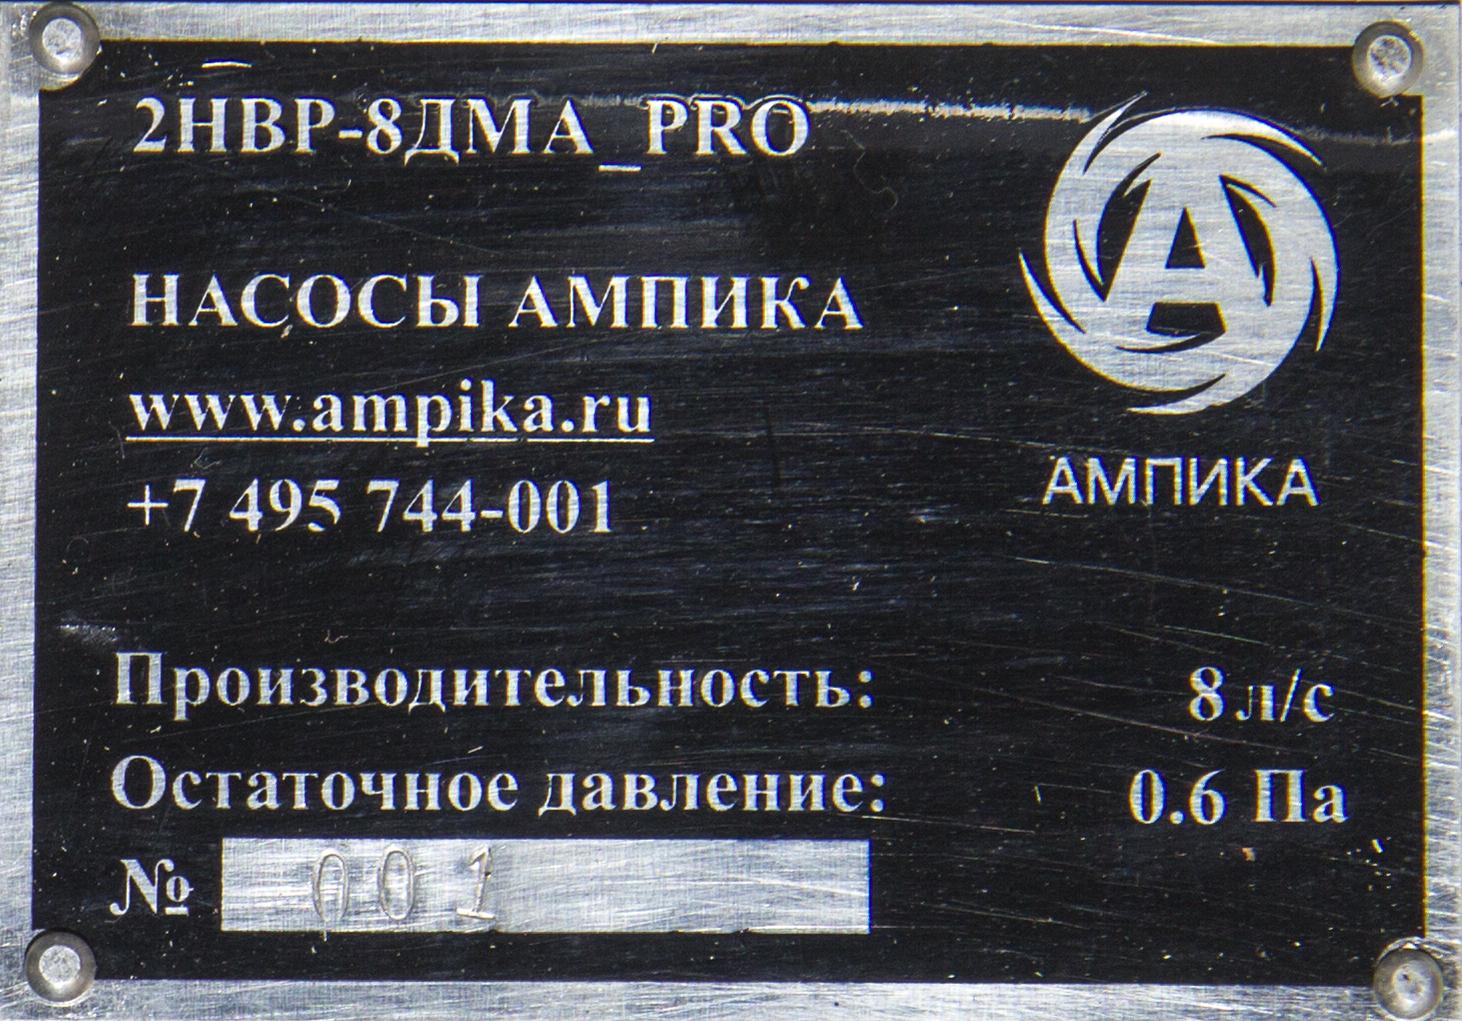 2НВР-8ДМА_PRO
НАСОСЫ АМПИКА
www.ampika.ru
+7 495 744-001
АМПИКА
Производительность: 8 л/с
Остаточное давление: 0.6 Па
№ 001